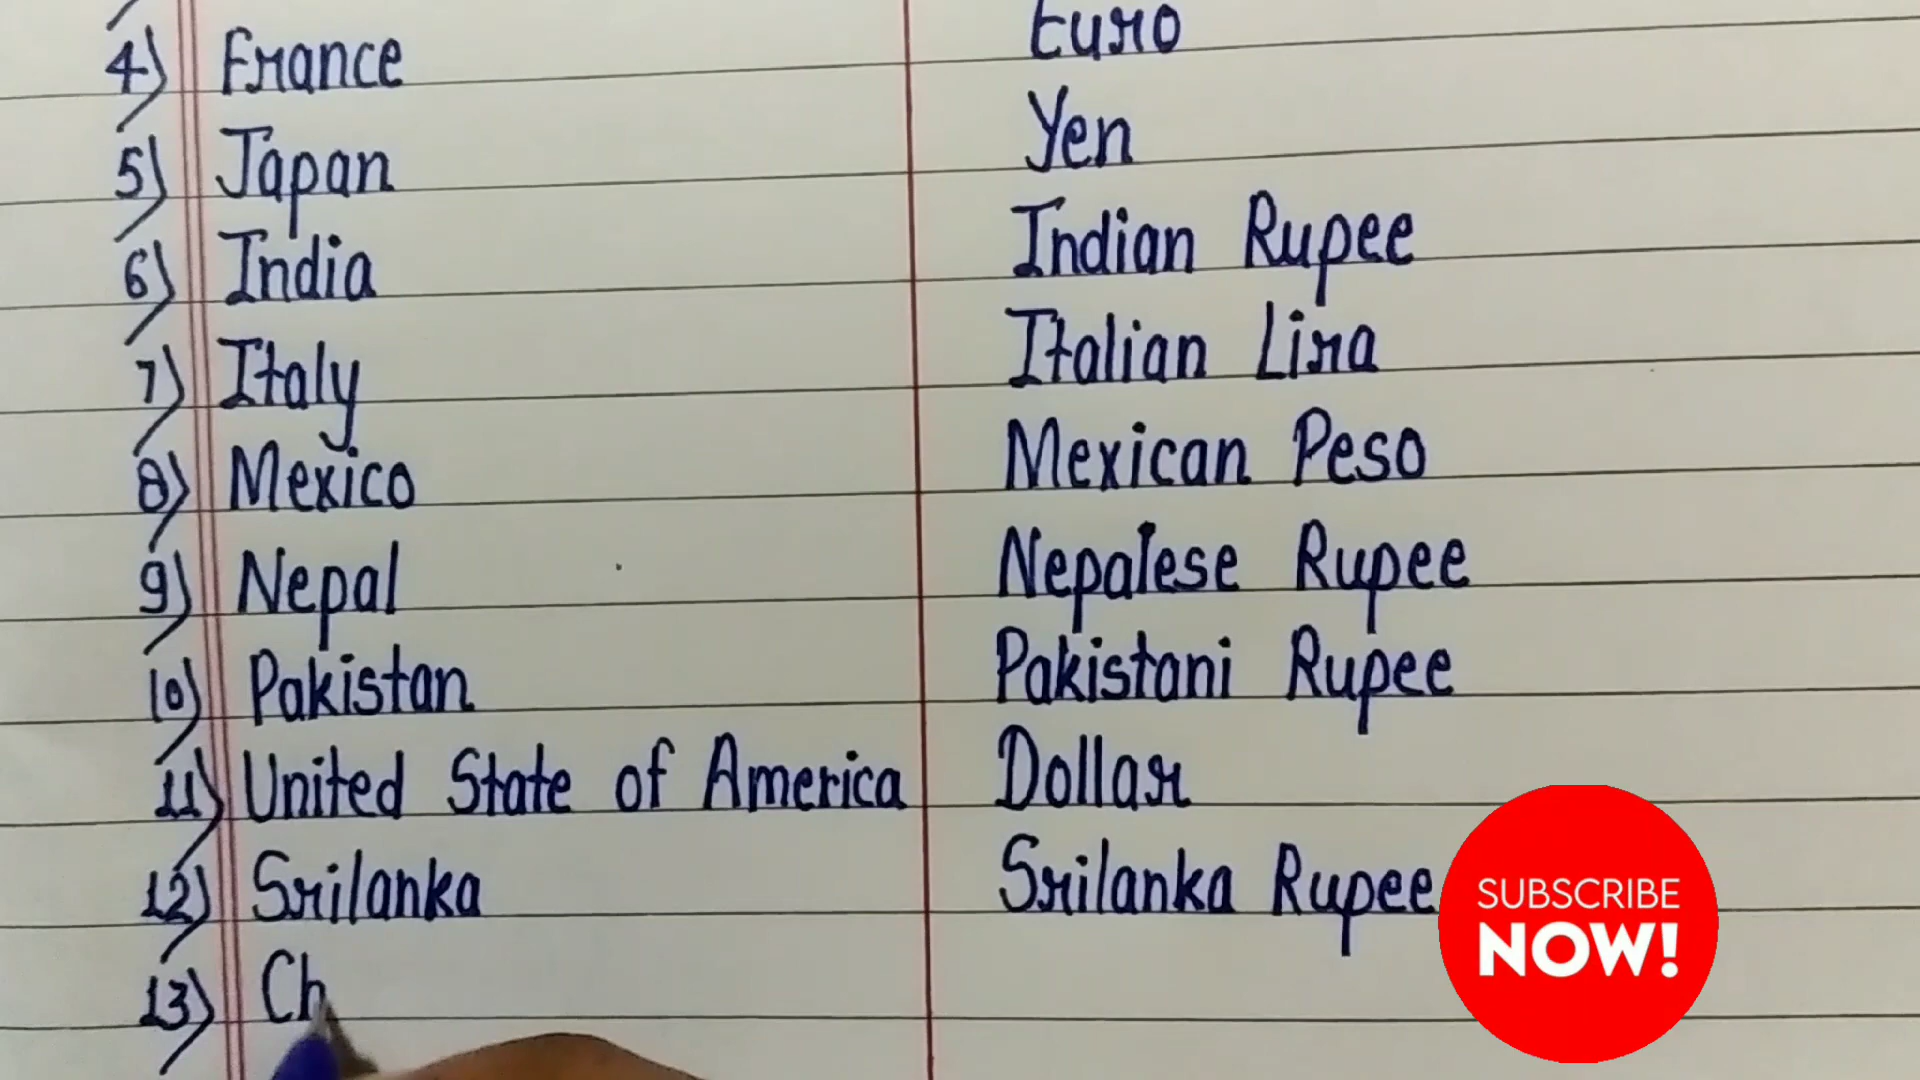 4) France Euro
5) Japan Yen
6) India Indian Rupee
7) Italy Italian Lira
8) Mexico Mexican Peso
9) Nepal Nepalese Rupee
10) Pakistan Pakistani Rupee
11) United State of America Dollar
12) Srilanka Srilanka Rupee
13) Ch
SUBSCRIBE
NOW!